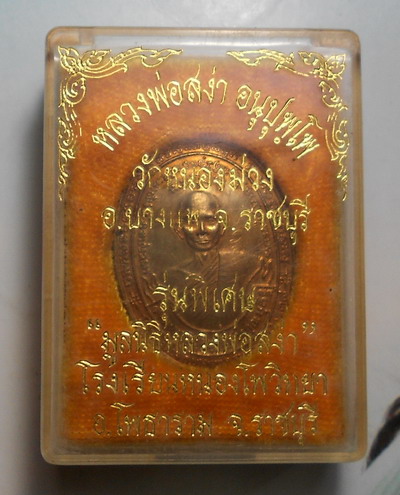 หลวงพ่อสง่า อนุปุพฺโพ
วัดหนองม่วง
อ.บางแพ จ.ราชบุรี
รุ่นพิเศษ
"มูลนิธิหลวงพ่อสง่า"
โรงเรียนหนองโพวิทยา
อ.โพธาราม จ.ราชบุรี